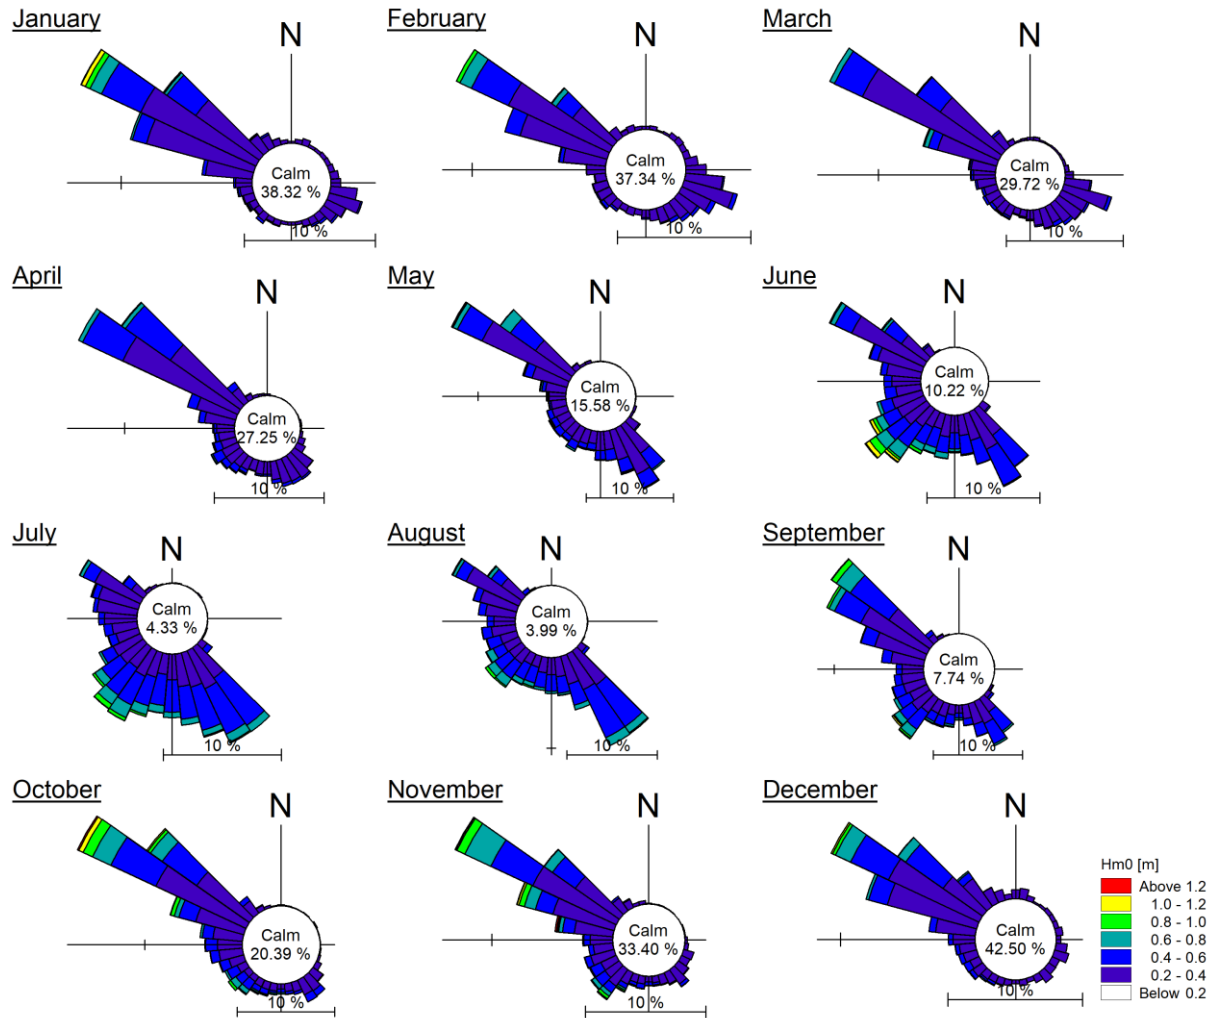 January
N
Calm
38.32 %
10 %
February
N
Calm
37.34 %
10 %
March
N
Calm
29.72 %
10 %
April
N
Calm
27.25 %
10 %
May
N
Calm
15.58 %
10 %
June
N
Calm
10.22 %
10 %
July
N
Calm
4.33 %
10 %
August
N
Calm
3.99 %
10 %
September
N
Calm
7.74 %
10 %
October
N
Calm
20.39 %
10 %
November
N
Calm
33.40 %
10 %
December
N
Calm
42.50 %
10 %
Hm0 [m]
Above 1.2
1.0 - 1.2
0.8 - 1.0
0.6 - 0.8
0.4 - 0.6
0.2 - 0.4
Below 0.2